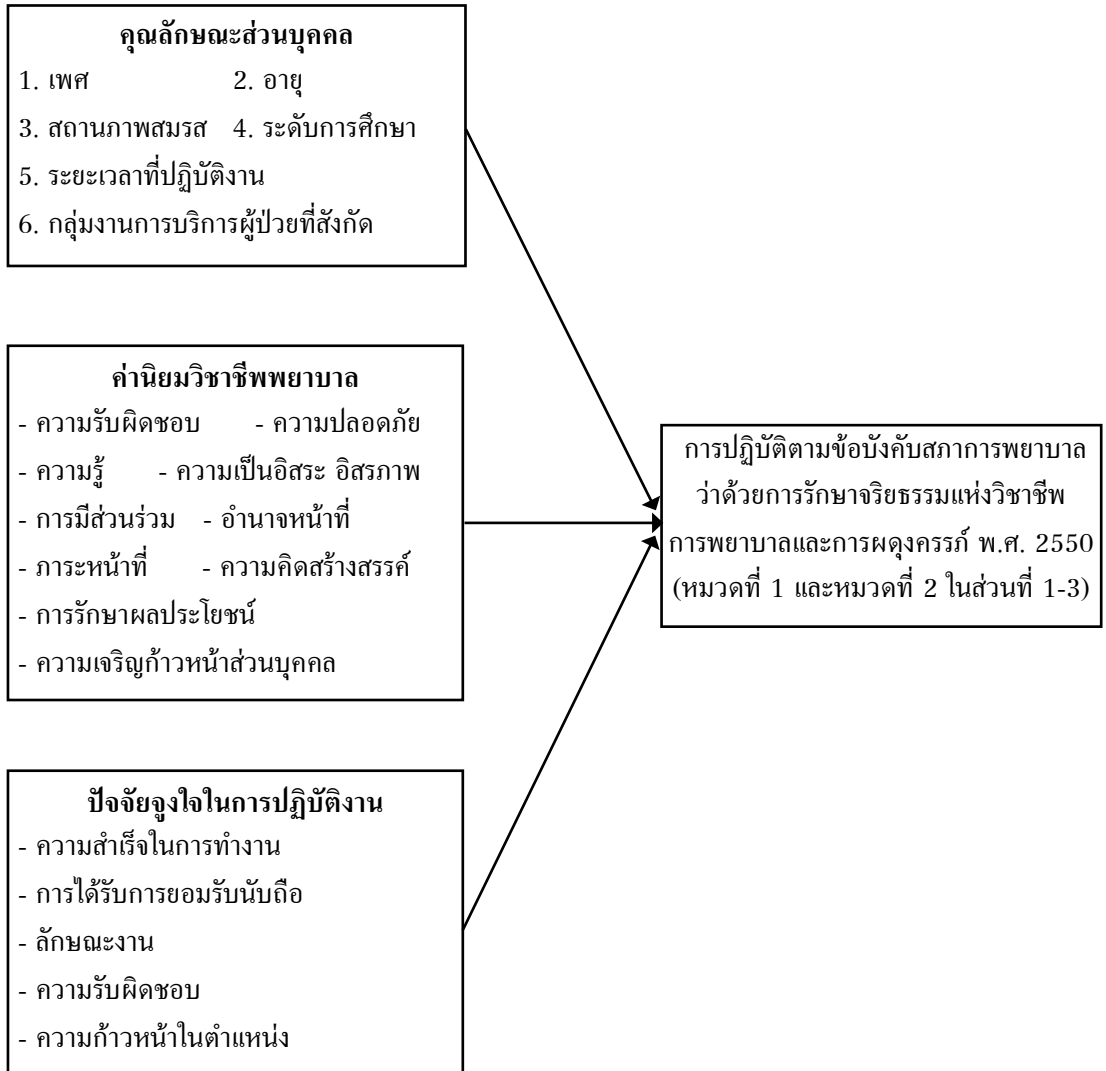 คุณลักษณะส่วนบุคคล
1. เพศ 2. อายุ
3. สถานภาพสมรส 4. ระดับการศึกษา
5. ระยะเวลาที่ปฏิบัติงาน
6. กลุ่มงานการบริการผู้ป่วยที่สังกัด
ค่านิยมวิชาชีพพยาบาล
- ความรับผิดชอบ - ความปลอดภัย
- ความรู้ - ความเป็นอิสระ อิสรภาพ
- การมีส่วนร่วม - อำนาจหน้าที่
- ภาระหน้าที่ - ความคิดสร้างสรรค์
- การรักษาผลประโยชน์
- ความเจริญก้าวหน้าส่วนบุคคล
การปฏิบัติตามข้อบังคับสภาการพยาบาล
ว่าด้วยการรักษาจริยธรรมแห่งวิชาชีพ
การพยาบาลและการผดุงครรภ์ พ.ศ. 2550
(หมวดที่ 1 และหมวดที่ 2 ในส่วนที่ 1-3)
ปัจจัยจูงใจในการปฏิบัติงาน
- ความสำเร็จในการทำงาน
- การได้รับการยอมรับนับถือ
- ลักษณะงาน
- ความรับผิดชอบ
- ความก้าวหน้าในตำแหน่ง